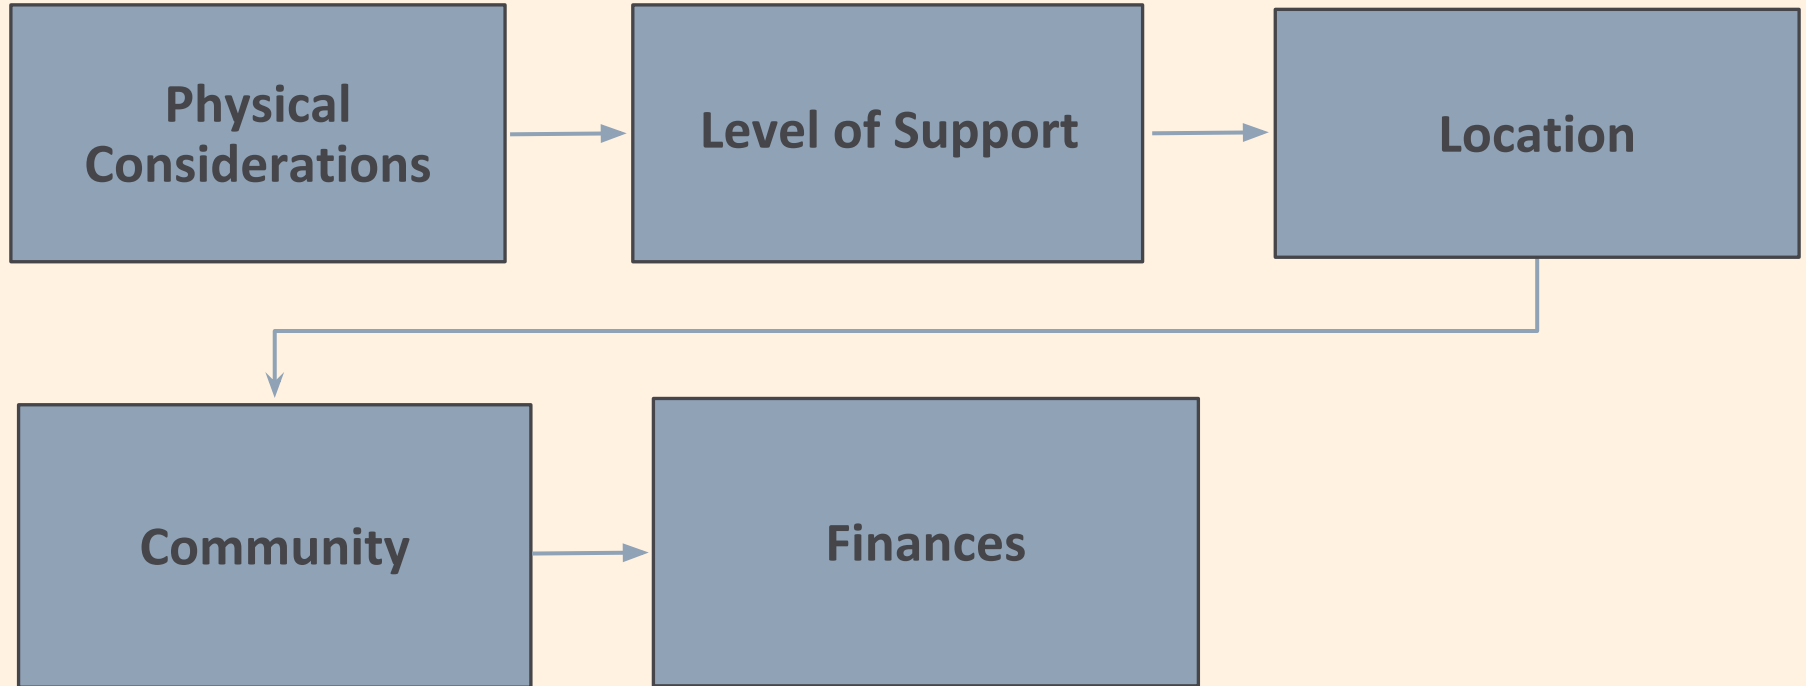 Physical
Considerations
Level of Support
Location
Community
Finances